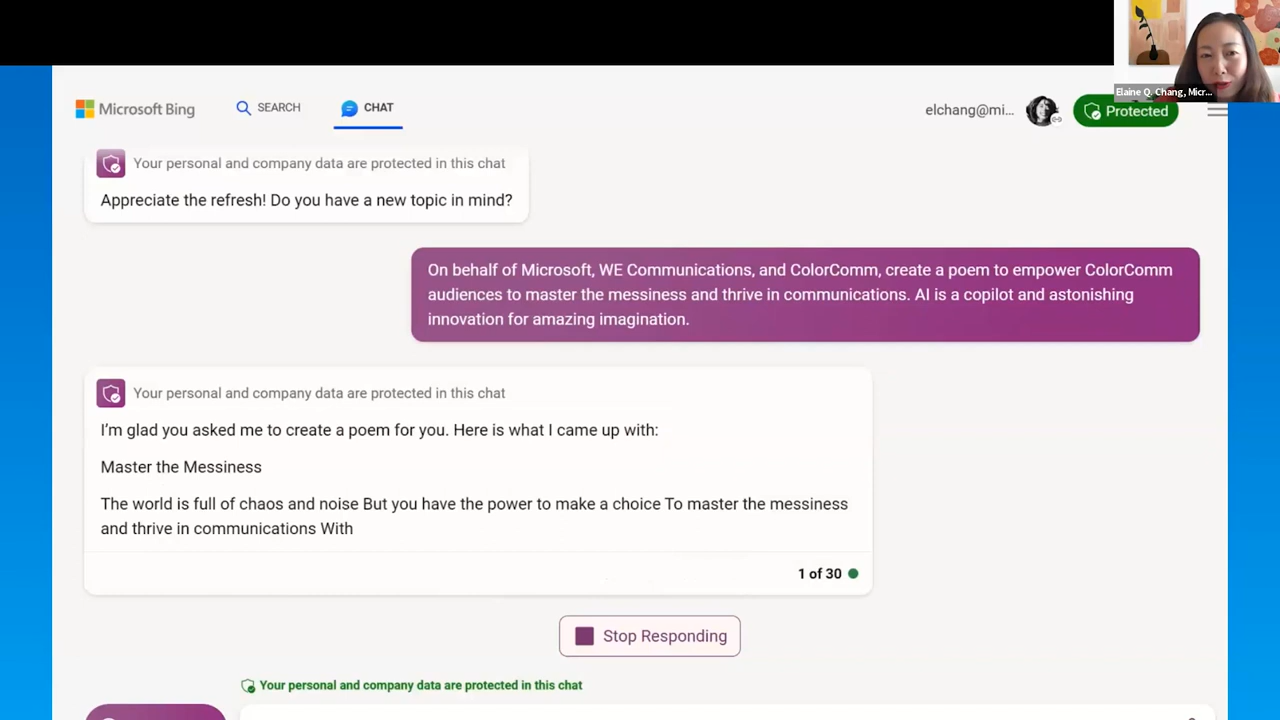 Elaine Q. Chang, Micr...
Microsoft Bing
SEARCH
CHAT
elchang@mi...
Protected
Your personal and company data are protected in this chat
Appreciate the refresh! Do you have a new topic in mind?
On behalf of Microsoft, WE Communications, and ColorComm, create a poem to empower ColorComm
audiences to master the messiness and thrive in communications. AI is a copilot and astonishing
innovation for amazing imagination.
Your personal and company data are protected in this chat
I'm glad you asked me to create a poem for you. Here is what I came up with:
Master the Messiness
The world is full of chaos and noise But you have the power to make a choice To master the messiness
and thrive in communications With
1 of 30
Stop Responding
Your personal and company data are protected in this chat